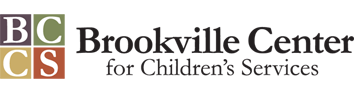 BC
CS
Brookville Center
for Children's Services